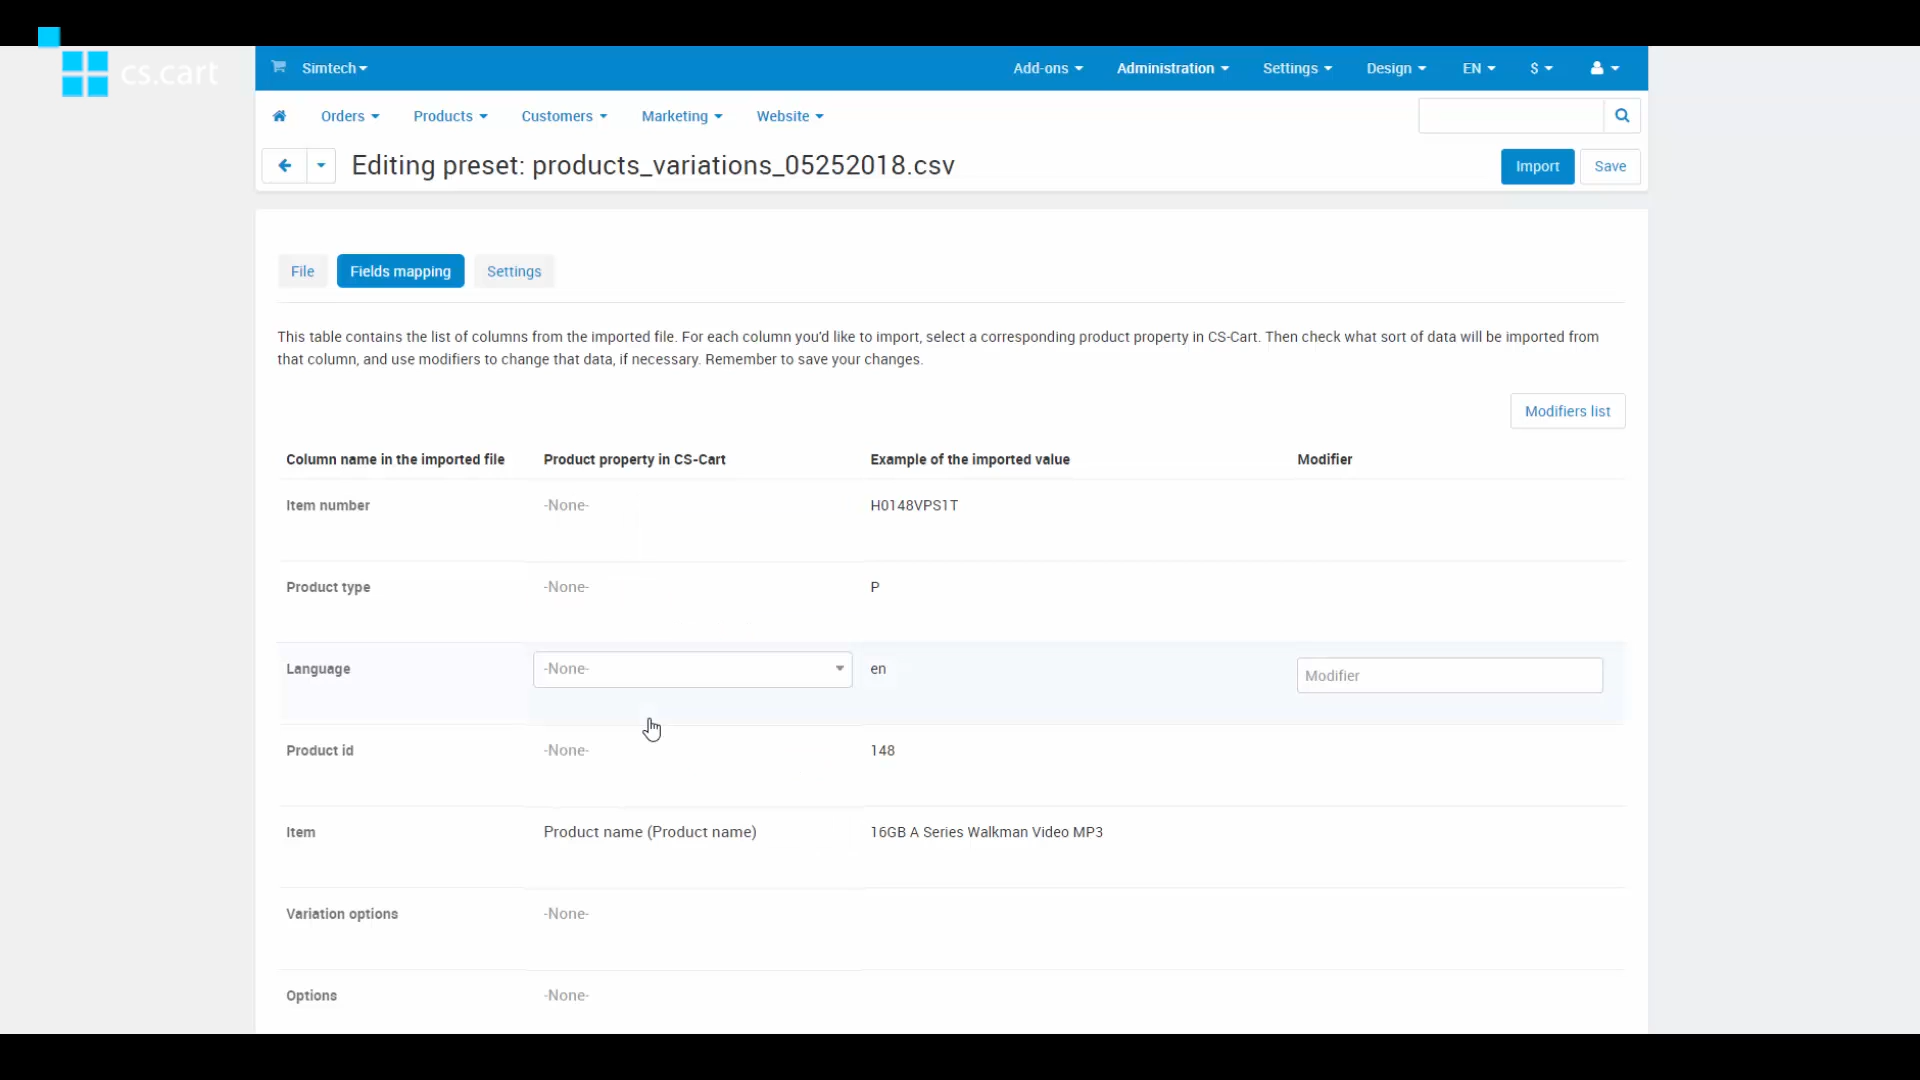 cs.cart
Simtech
Add-ons
Administration
Settings
Design
EN
$
Orders
Products
Customers
Marketing
Website
Editing preset: products_variations_05252018.csv
Import
Save
File
Fields mapping
Settings
This table contains the list of columns from the imported file. For each column you'd like to import, select a corresponding product property in CS-Cart. Then check what sort of data will be imported from
that column, and use modifiers to change that data, if necessary. Remember to save your changes.
Modifiers list
Column name in the imported file
Product property in CS-Cart
Example of the imported value
Modifier
Item number
-None-
H0148VPS1T
Product type
-None-
P
Language
-None-
en
Modifier
Product id
-None-
148
Item
Product name (Product name)
16GB A Series Walkman Video MP3
Variation options
-None-
Options
-None-